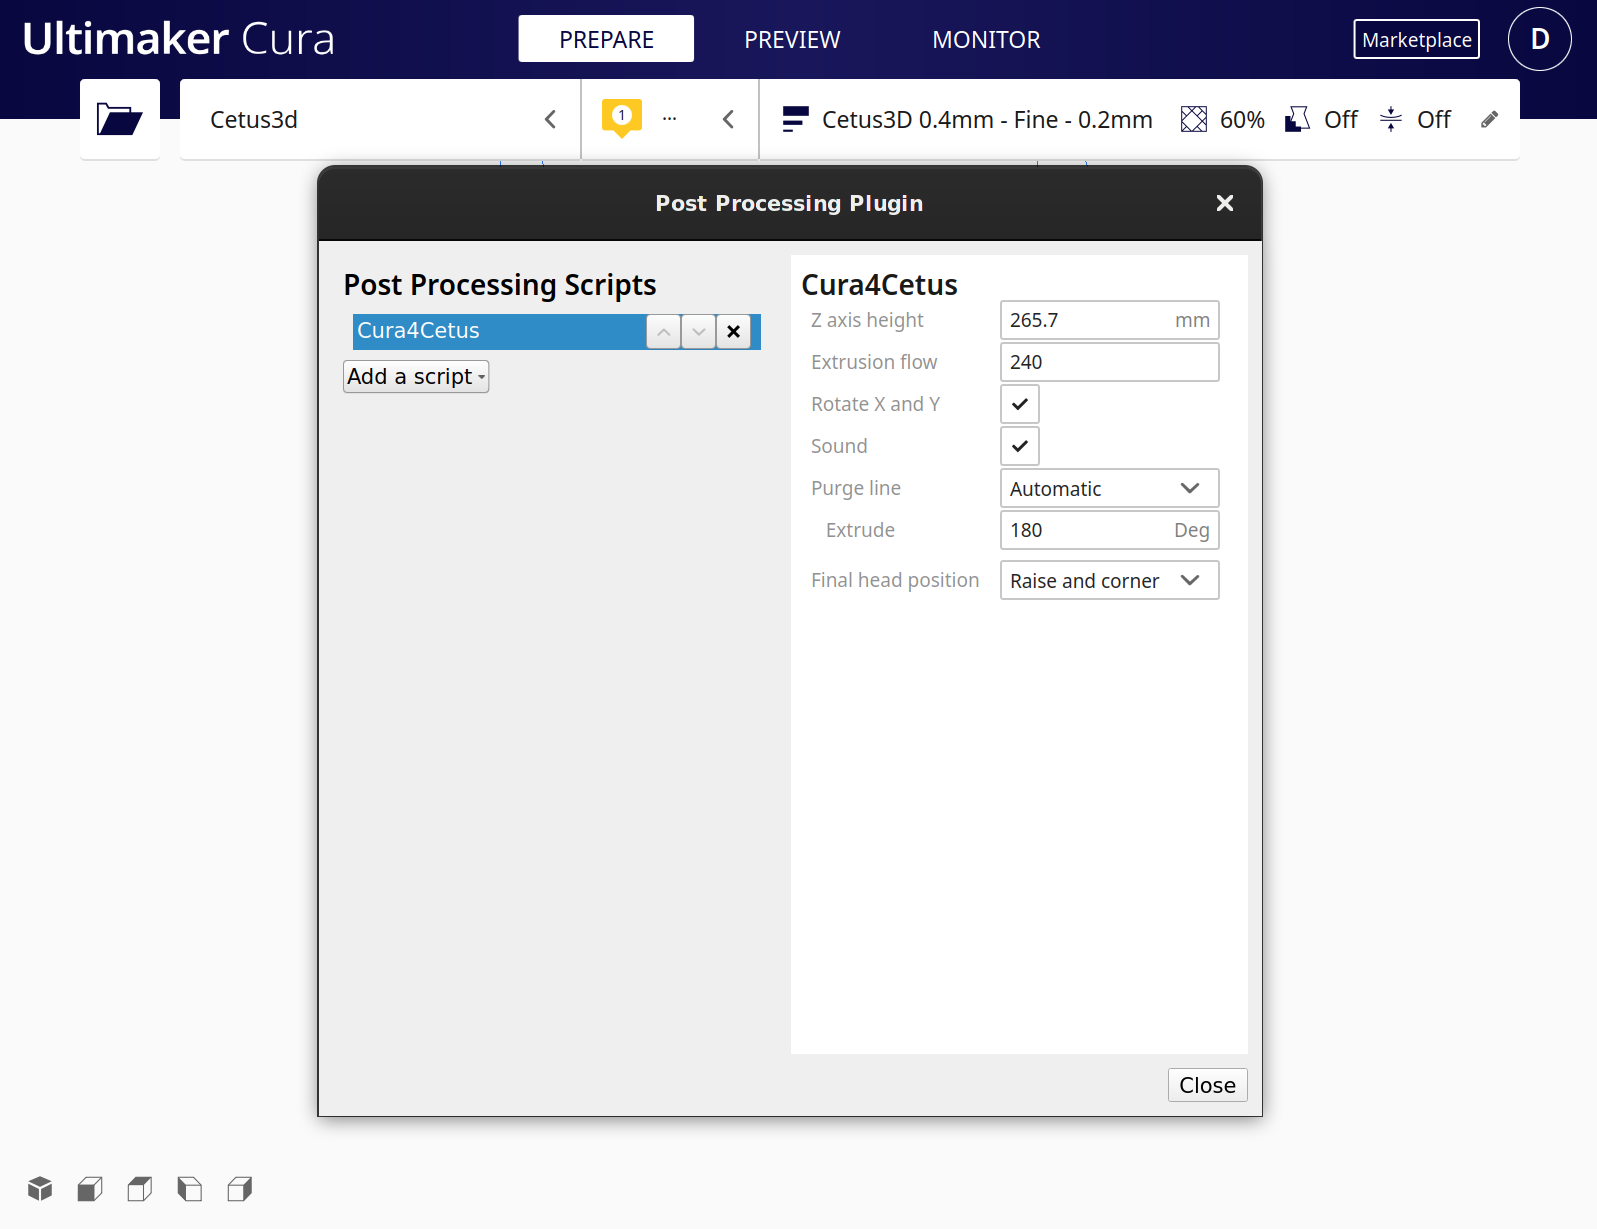 Ultimaker Cura
PREPARE
PREVIEW
MONITOR
Marketplace
D
Cetus3d
1
...
Cetus3D 0.4mm - Fine - 0.2mm
60%
Off
Off
Post Processing Plugin
Post Processing Scripts
Cura4Cetus
Add a script
Cura4Cetus
Z axis height 265.7 mm
Extrusion flow 240
Rotate X and Y
Sound
Purge line Automatic
Extrude 180 Deg
Final head position Raise and corner
Close